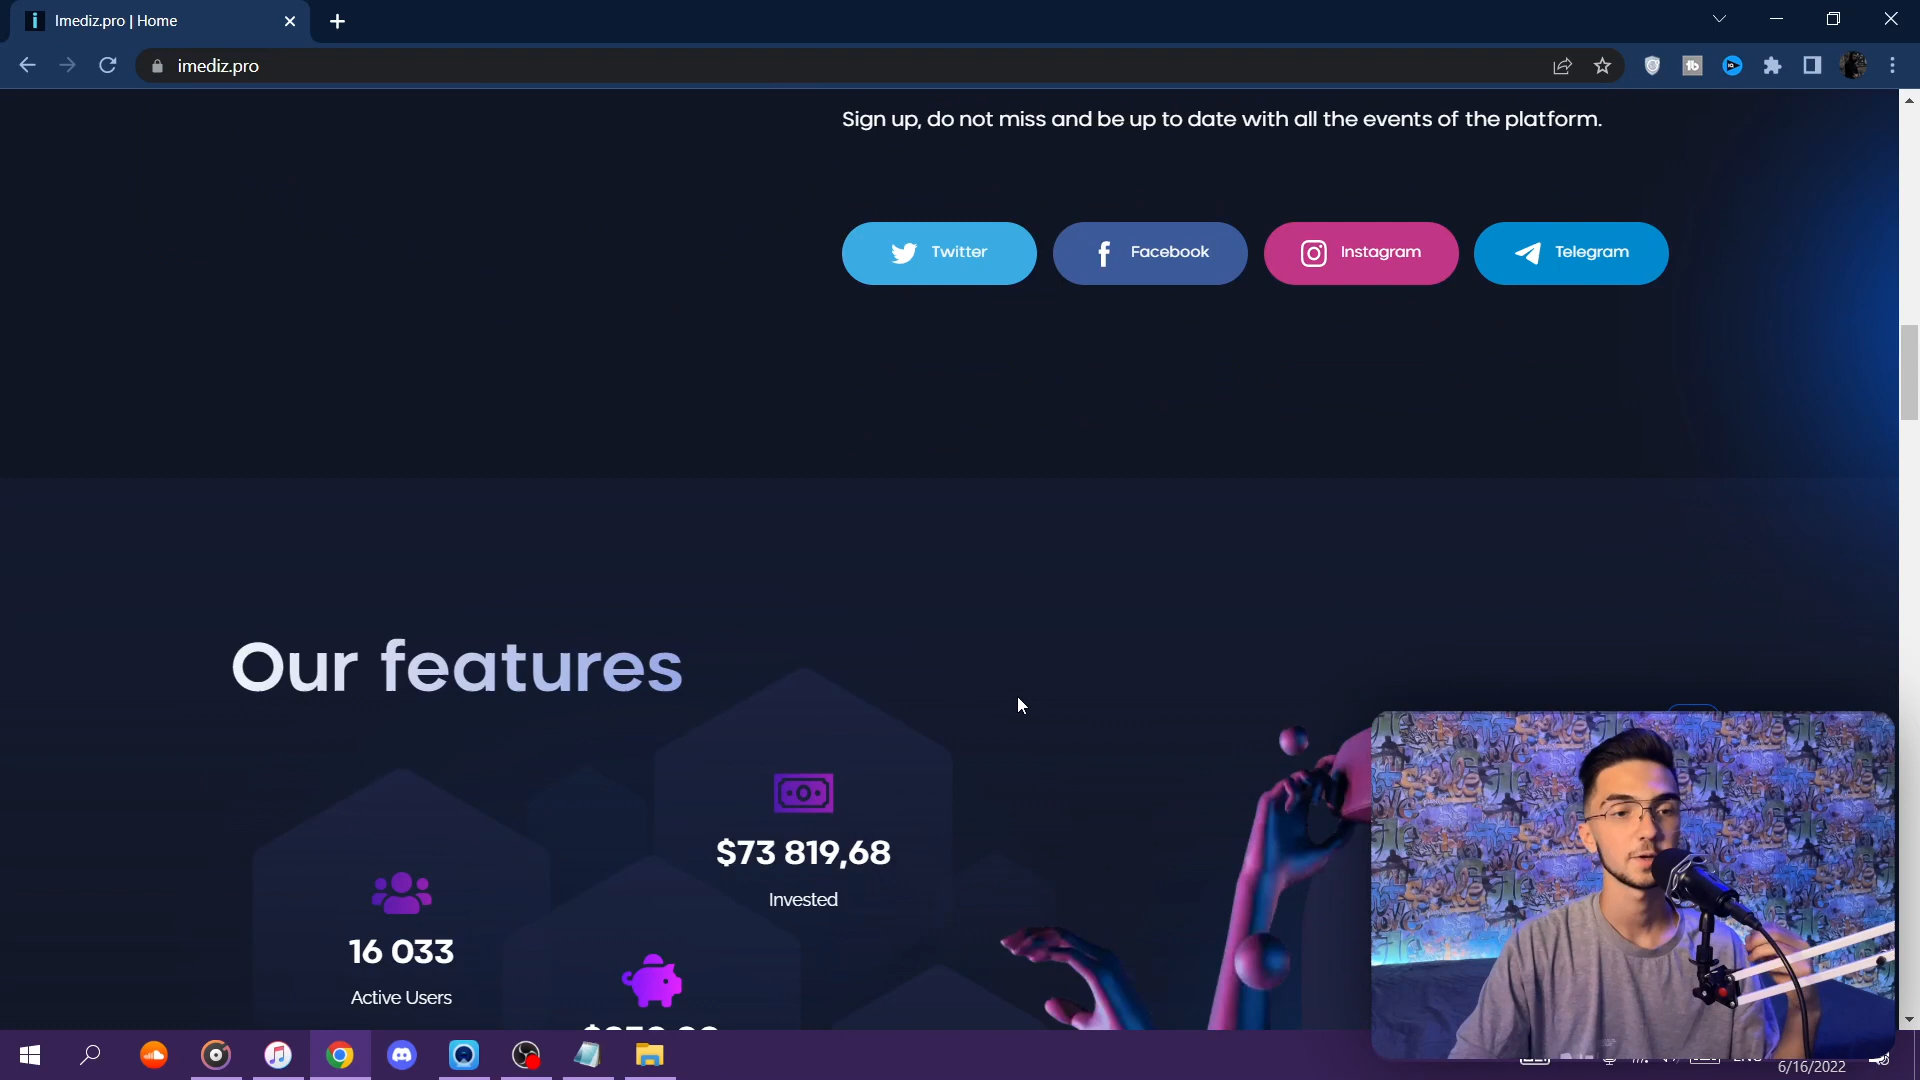 Imediz.pro | Home
imediz.pro
Sign up, do not miss and be up to date with all the events of the platform.
Twitter
Facebook
Instagram
Telegram
Our features
$73 819,68
Invested
16 033
Active Users
6/16/2022